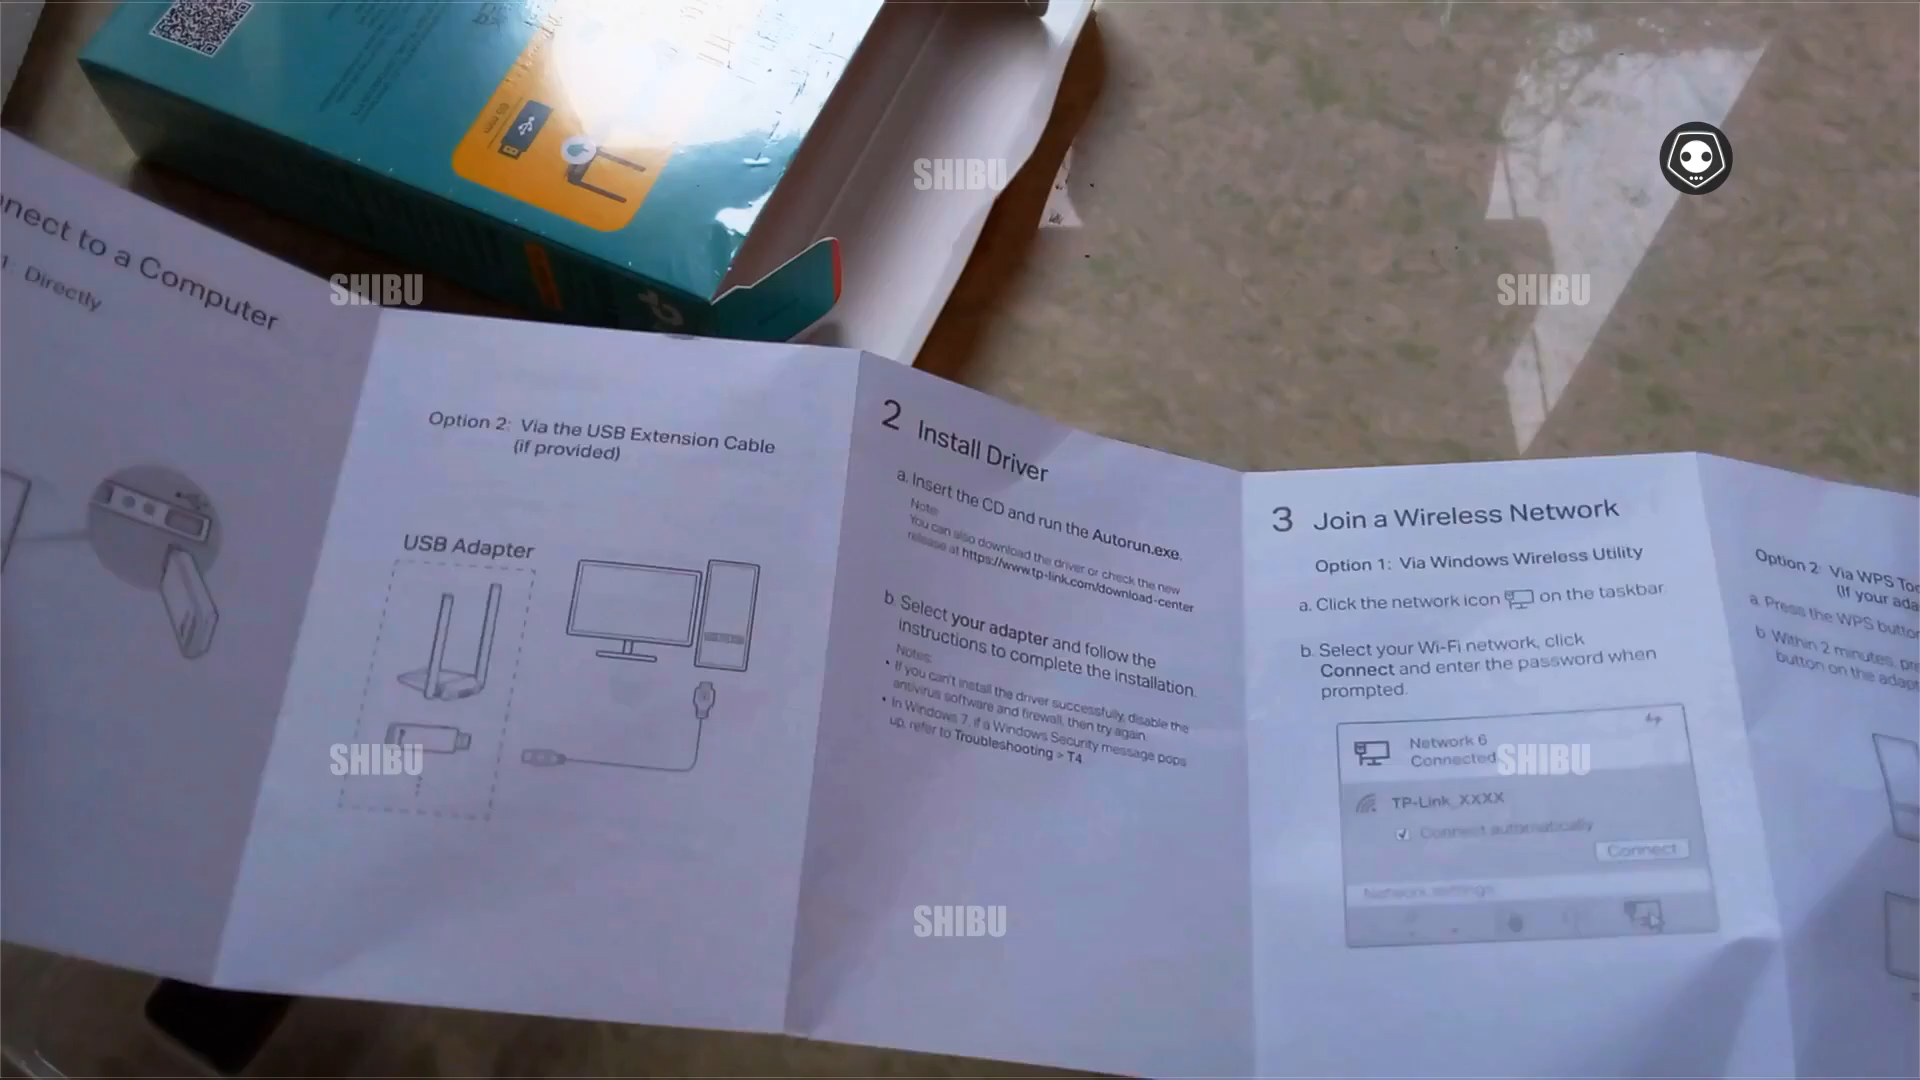 SHIBU
SHIBU
SHIBU
SHIBU
SHIBU
SHIBU
to a Computer
Directly
Option 2: Via the USB Extension Cable
(if provided)
USB Adapter
2 Install Driver
a. Insert the CD and run the Autorun.exe.
Note:
You can also download the driver or check the new
release at https://www.tp-link.com/download-center
b. Select your adapter and follow the
instructions to complete the installation.
Notes:
• If you can't install the driver successfully, disable the
antivirus software and firewall, then try again.
• In Windows 7, if a Windows Security message pops
up, refer to Troubleshooting > T4.
3 Join a Wireless Network
Option 1: Via Windows Wireless Utility
a. Click the network icon on the taskbar.
b. Select your Wi-Fi network, click
Connect and enter the password when
prompted.
Network 6
Connected
TP-Link_XXXX
Connect automatically
Connect
Network settings
Option 2: Via WPS
(If your
a. Press the WPS
b. Within 2 minutes,
button on the